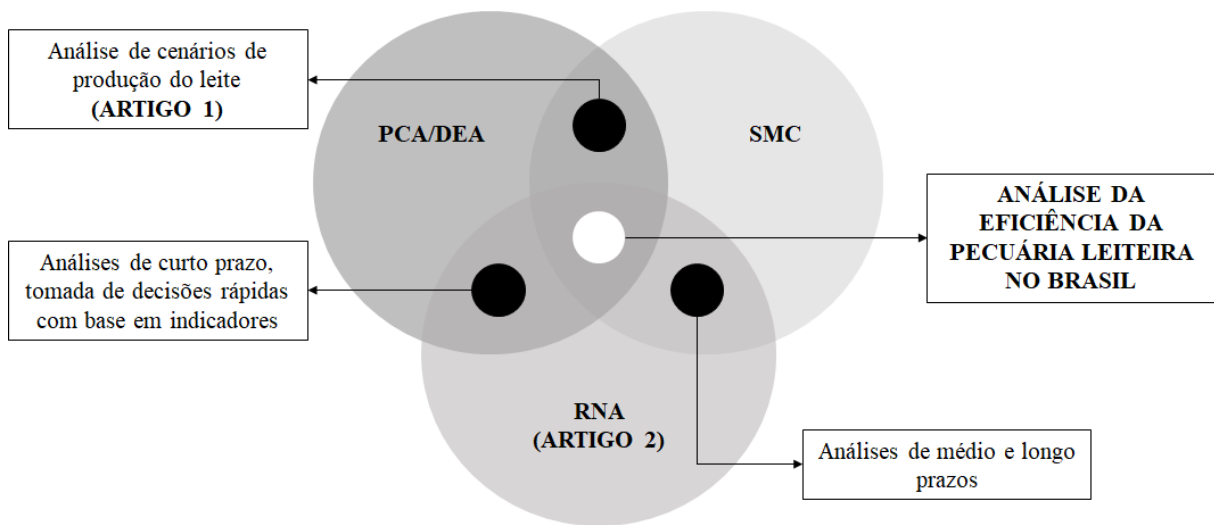 Análise de cenários de
produção do leite
(ARTIGO 1)
PCA/DEA
SMC
ANÁLISE DA
EFICIÊNCIA DA
PECUÁRIA LEITEIRA
NO BRASIL
Análises de curto prazo,
tomada de decisões rápidas
com base em indicadores
RNA
(ARTIGO 2)
Análises de médio e longo
prazos